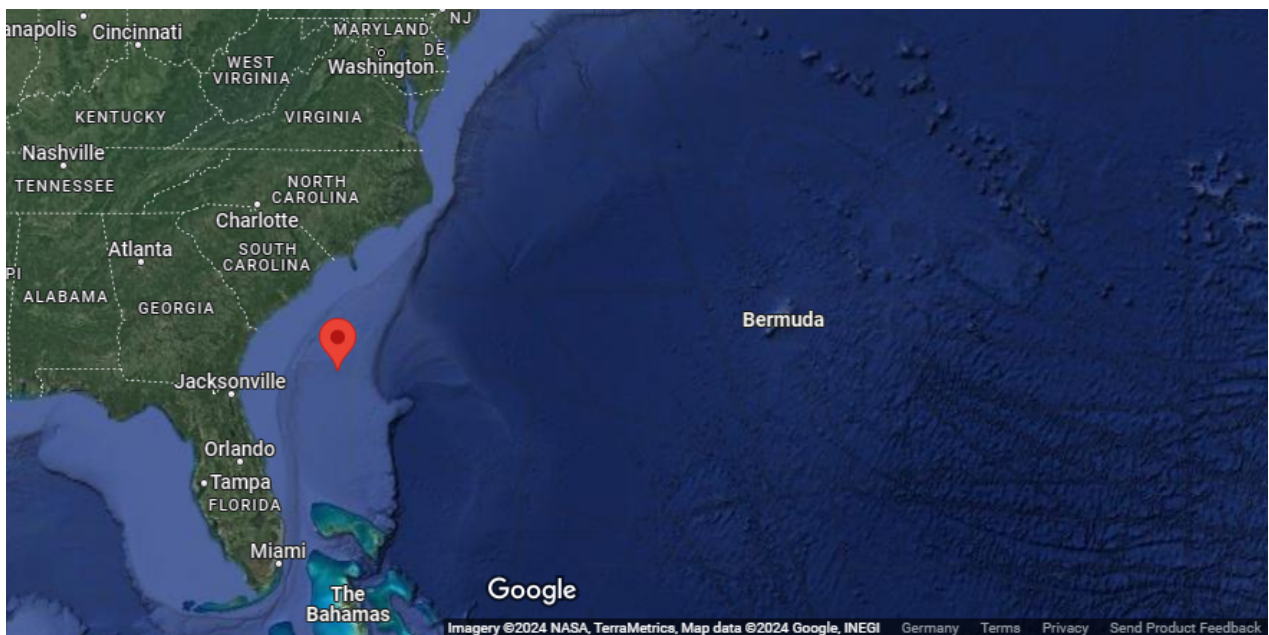 anapolis
Cincinnati
MARYLAND
NJ
DE
WEST
VIRGINIA
Washington
KENTUCKY
VIRGINIA
Nashville
TENNESSEE
NORTH
CAROLINA
Charlotte
Atlanta
SOUTH
CAROLINA
PI
ALABAMA
GEORGIA
Bermuda
Jacksonville
Orlando
Tampa
FLORIDA
Miami
The
Bahamas
Google
Imagery ©2024 NASA, TerraMetrics, Map data ©2024 Google, INEGI Germany Terms Privacy Send Product Feedback